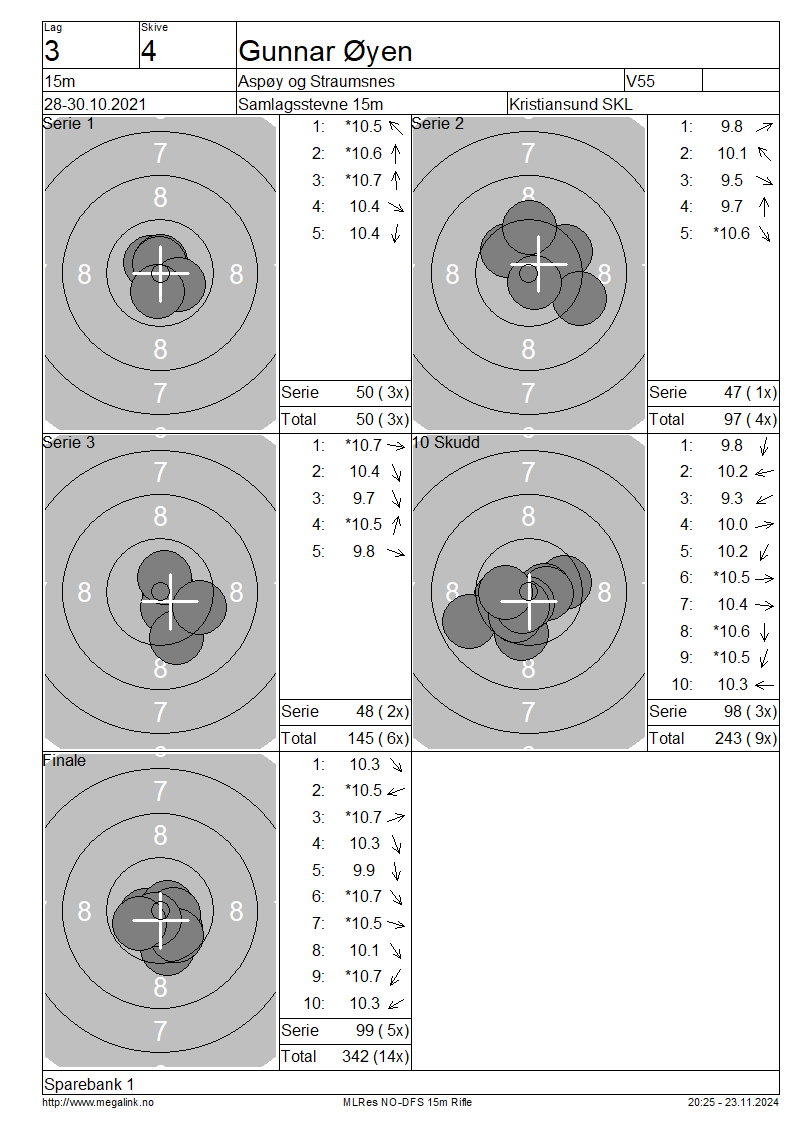 Lag
Skive
3
4
Gunnar Øyen
15m
Aspøy og Straumsnes
V55
28-30.10.2021
Samlagsstevne 15m
Kristiansund SKL
Serie 1
7
8
8
8
8
7
1: *10.5
2: *10.6
3: *10.7
4: 10.4
5: 10.4
Serie 50 ( 3x)
Total 50 ( 3x)
Serie 2
7
8
8
8
8
7
1: 9.8
2: 10.1
3: 9.5
4: 9.7
5: *10.6
Serie 47 ( 1x)
Total 97 ( 4x)
Serie 3
7
8
8
8
8
7
1: *10.7
2: 10.4
3: 9.7
4: *10.5
5: 9.8
Serie 48 ( 2x)
Total 145 ( 6x)
10 Skudd
7
8
8
8
8
7
1: 9.8
2: 10.2
3: 9.3
4: 10.0
5: 10.2
6: *10.5
7: 10.4
8: *10.6
9: *10.5
10: 10.3
Serie 98 ( 3x)
Total 243 ( 9x)
Finale
7
8
8
8
8
7
1: 10.3
2: *10.5
3: *10.7
4: 10.3
5: 9.9
6: *10.7
7: *10.5
8: 10.1
9: *10.7
10: 10.3
Serie 99 ( 5x)
Total 342 (14x)
Sparebank 1
http://www.megalink.no
MLRes NO-DFS 15m Rifle
20:25 - 23.11.2024